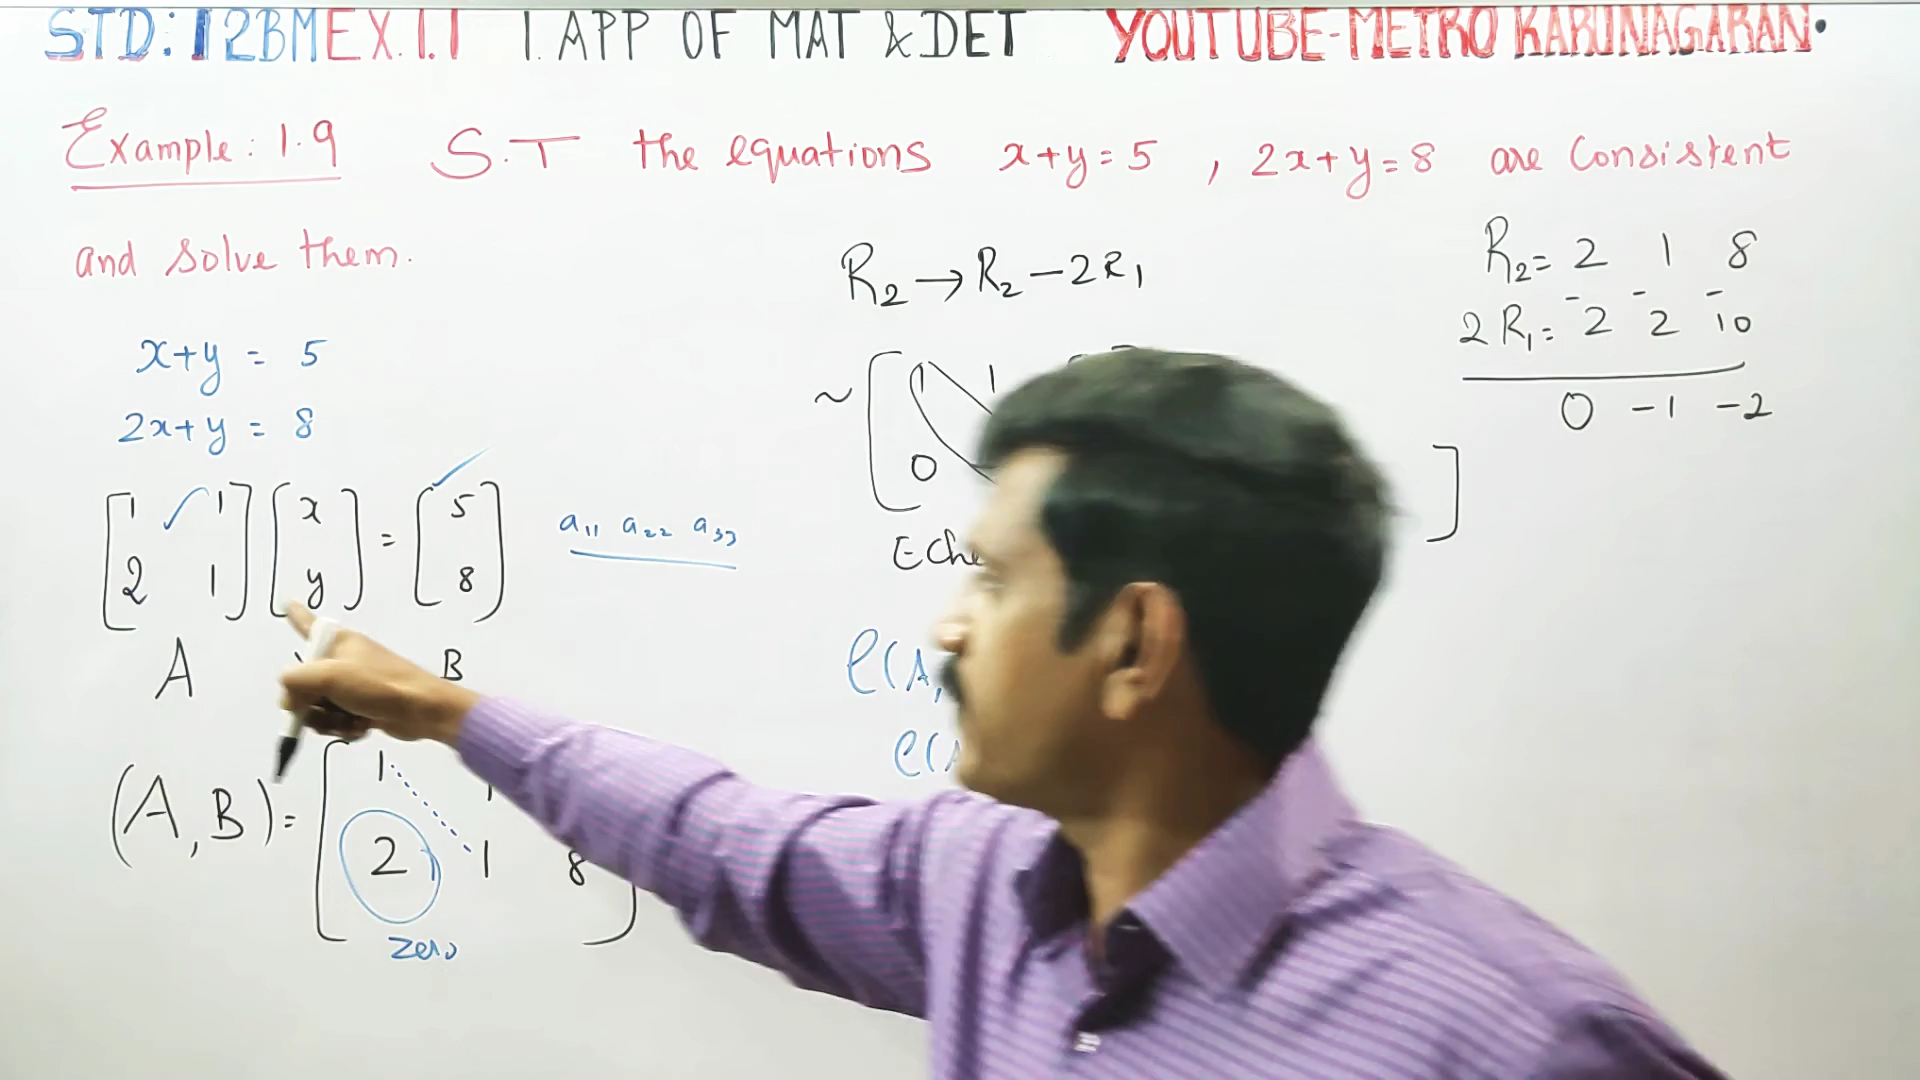 STD: 12BM EX.1.1 1. APP OF MAT & DET YOUTUBE-METRO KARUNAGARAN.
Example: 1.9 S.T the equations x+y=5 , 2x+y=8 are Consistent
and solve them.
x+y = 5
2x+y = 8
[1 1] [x] = [5]
[2 1] [y] [8]
A B
a₁₁ a₂₂ a₃₃
(A,B) = [1 1
2 1 8
zero
R₂→R₂-2R₁
~ [1 1
0
ρ(A,
ρ(
R₂= 2 1 8
2R₁= 2 2 10
- - -
0 -1 -2